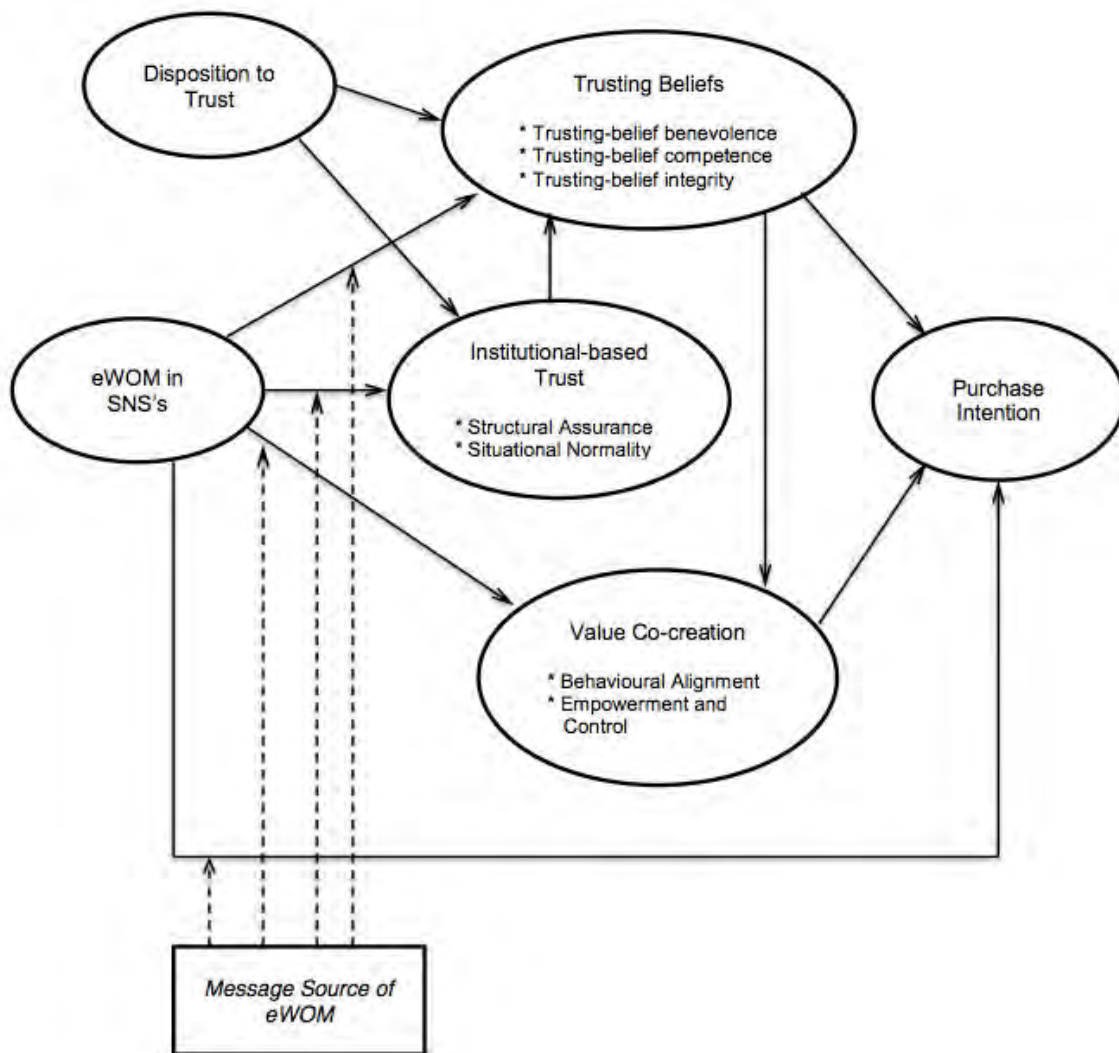 Disposition to
Trust
Trusting Beliefs
* Trusting-belief benevolence
* Trusting-belief competence
* Trusting-belief integrity
eWOM in
SNS's
Institutional-based
Trust
* Structural Assurance
* Situational Normality
Purchase
Intention
Value Co-creation
* Behavioural Alignment
* Empowerment and
Control
Message Source of
eWOM